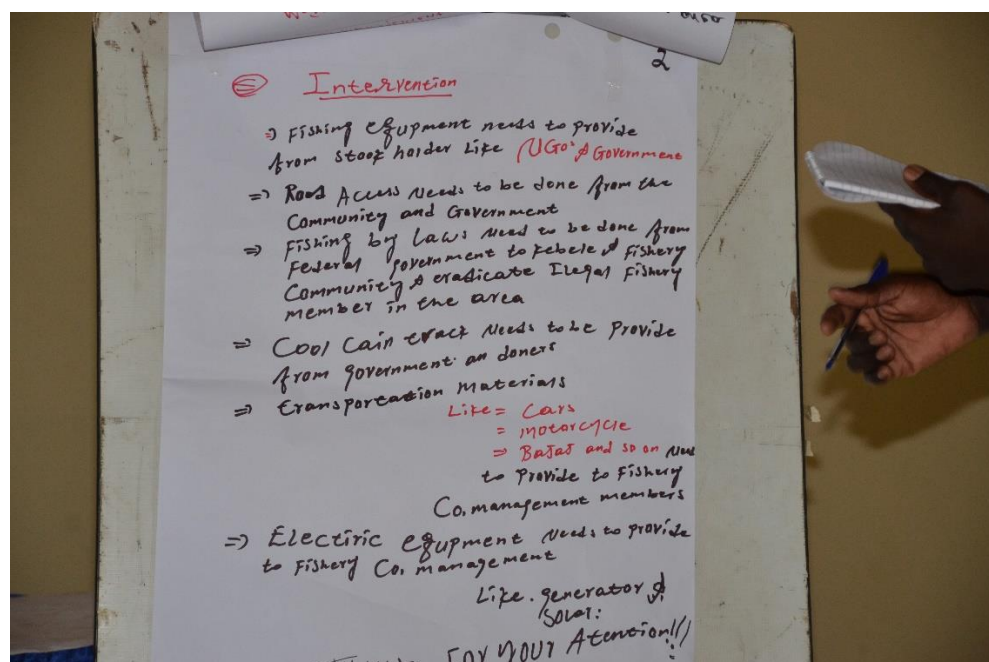 2
⑤ Intervention
=> Fishing equpment needs to provide
from stook holder Like NGo's & Government
=> Road Access Needs to be done from the
Community and Government
=> Fishing by Laws Need to be done from
Federal government to kebele & Fishery
Community & eradicate Ilegal Fishery
member in the area
=> Cool Cain track Needs to be Provide
from government an doners
=> transportation materials
Like = Cars
= motorcycle
=> Bajaj and so on Need
to Provide to Fishery
Co. management members
=> Electiric equpment Needs to provide
to Fishery Co. management
Like. generator &
Solar:
For Your Atention!!!